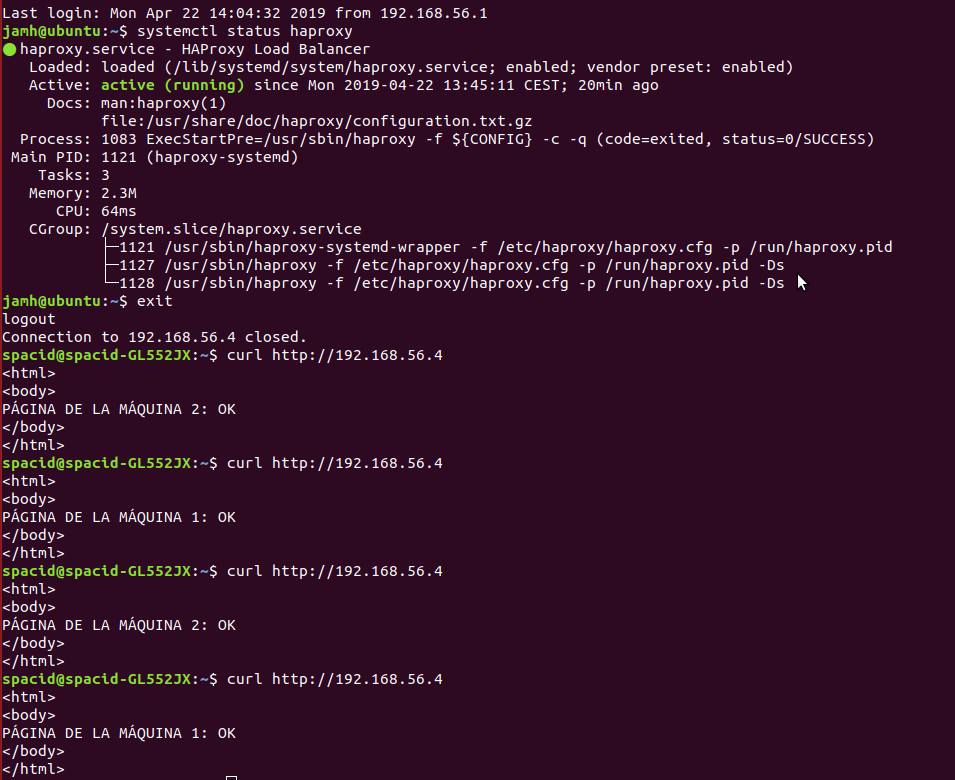 Last login: Mon Apr 22 14:04:32 2019 from 192.168.56.1
jamh@ubuntu:~$ systemctl status haproxy
● haproxy.service - HAProxy Load Balancer
   Loaded: loaded (/lib/systemd/system/haproxy.service; enabled; vendor preset: enabled)
   Active: active (running) since Mon 2019-04-22 13:45:11 CEST; 20min ago
     Docs: man:haproxy(1)
           file:/usr/share/doc/haproxy/configuration.txt.gz
  Process: 1083 ExecStartPre=/usr/sbin/haproxy -f ${CONFIG} -c -q (code=exited, status=0/SUCCESS)
 Main PID: 1121 (haproxy-systemd)
    Tasks: 3
   Memory: 2.3M
      CPU: 64ms
   CGroup: /system.slice/haproxy.service
           ├─1121 /usr/sbin/haproxy-systemd-wrapper -f /etc/haproxy/haproxy.cfg -p /run/haproxy.pid
           ├─1127 /usr/sbin/haproxy -f /etc/haproxy/haproxy.cfg -p /run/haproxy.pid -Ds
           └─1128 /usr/sbin/haproxy -f /etc/haproxy/haproxy.cfg -p /run/haproxy.pid -Ds
jamh@ubuntu:~$ exit
logout
Connection to 192.168.56.4 closed.
spacid@spacid-GL552JX:~$ curl http://192.168.56.4
<html>
<body>
PÁGINA DE LA MÁQUINA 2: OK
</body>
</html>
spacid@spacid-GL552JX:~$ curl http://192.168.56.4
<html>
<body>
PÁGINA DE LA MÁQUINA 1: OK
</body>
</html>
spacid@spacid-GL552JX:~$ curl http://192.168.56.4
<html>
<body>
PÁGINA DE LA MÁQUINA 2: OK
</body>
</html>
spacid@spacid-GL552JX:~$ curl http://192.168.56.4
<html>
<body>
PÁGINA DE LA MÁQUINA 1: OK
</body>
</html>